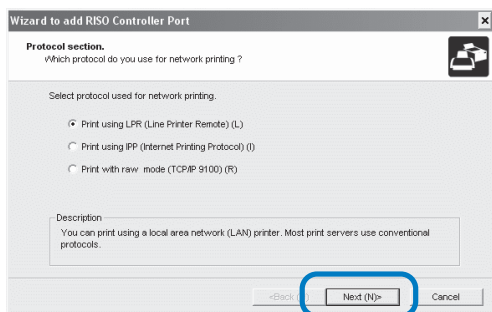 Wizard to add RISO Controller Port
Protocol section.
Which protocol do you use for network printing ?
Select protocol used for network printing.
Print using LPR (Line Printer Remote) (L)
Print using IPP (Internet Printing Protocol) (I)
Print with raw mode (TCP/IP 9100) (R)
Description
You can print using a local area network (LAN) printer. Most print servers use conventional
protocols.
<Back Next (N)> Cancel